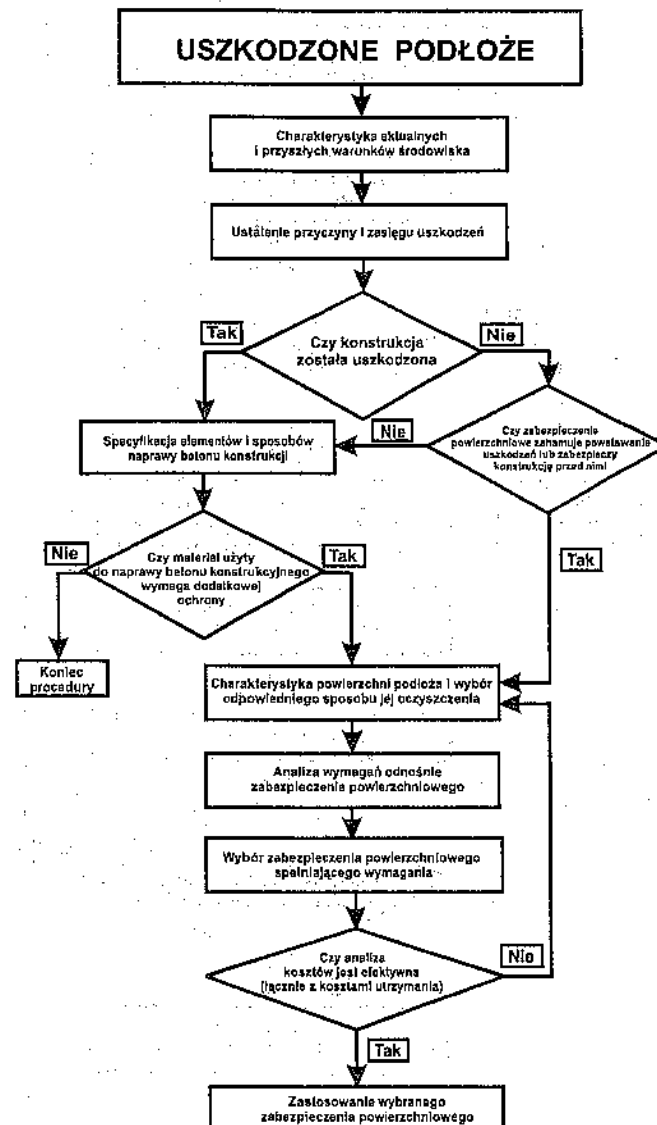 USZKODZONE PODŁOŻE
Charakterystyka aktualnych
i przyszłych warunków środowiska
Ustalenie przyczyny i zasięgu uszkodzeń
Tak
Czy konstrukcja
została uszkodzona
Nie
Specyfikacja elementów i sposobów
naprawy betonu konstrukcji
Nie
Czy zabezpieczenie
powierzchniowe zahamuje powstawanie
uszkodzeń lub zabezpieczy
konstrukcję przed nimi
Nie
Czy materiał użyty
do naprawy betonu konstrukcyjnego
wymaga dodatkowej
ochrony
Tak
Tak
Koniec
procedury
Charakterystyka powierzchni podłoża i wybór
odpowiedniego sposobu jej oczyszczenia
Analiza wymagań odnośnie
zabezpieczenia powierzchniowego
Wybór zabezpieczenia powierzchniowego
spełniającego wymagania
Czy analiza
kosztów jest efektywna
(łącznie z kosztami utrzymania)
Nie
Tak
Zastosowanie wybranego
zabezpieczenia powierzchniowego